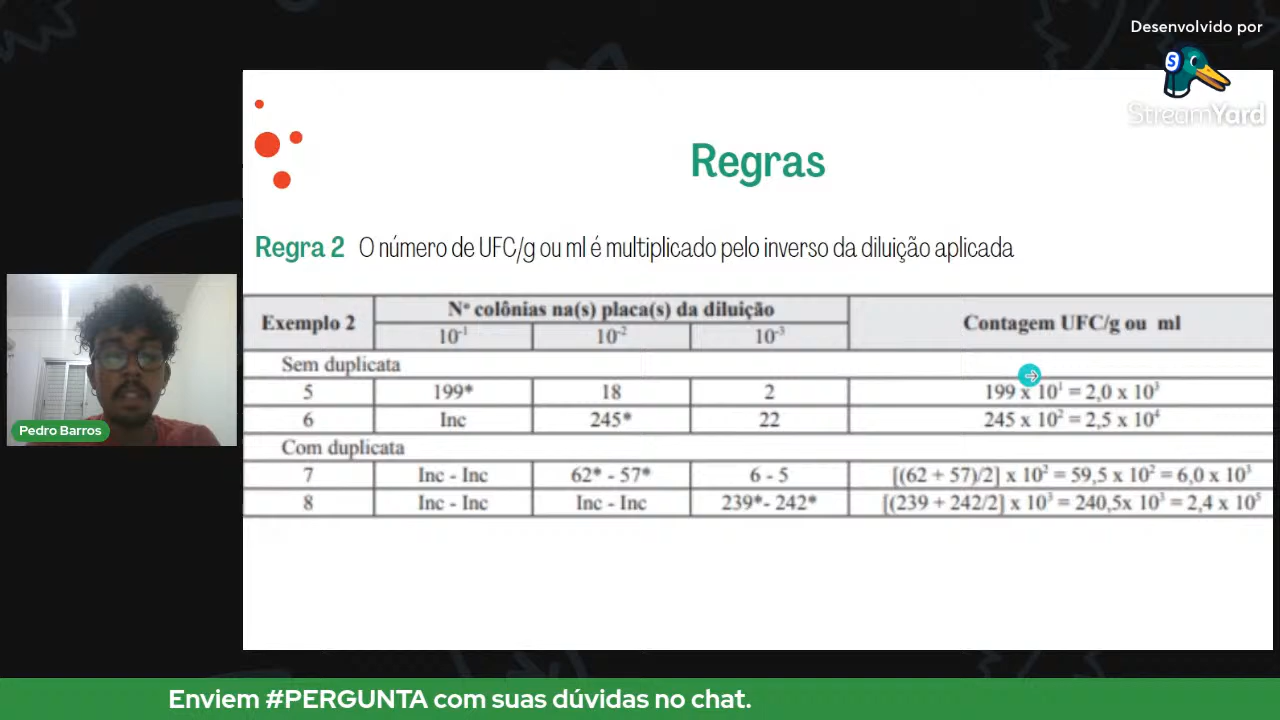 Desenvolvido por
StreamYard
Regras
Regra 2 O número de UFC/g ou ml é multiplicado pelo inverso da diluição aplicada
Exemplo 2 Nº colônias na(s) placa(s) da diluição Contagem UFC/g ou ml
10⁻¹ 10⁻² 10⁻³
Sem duplicata
5 199* 18 2 199 x 10¹ = 2,0 x 10³
6 Inc 245* 22 245 x 10² = 2,5 x 10⁴
Com duplicata
7 Inc - Inc 62* - 57* 6 - 5 [(62 + 57)/2] x 10² = 59,5 x 10² = 6,0 x 10³
8 Inc - Inc Inc - Inc 239*- 242* [(239 + 242/2] x 10³ = 240,5x 10³ = 2,4 x 10⁵
Pedro Barros
Enviem #PERGUNTA com suas dúvidas no chat.